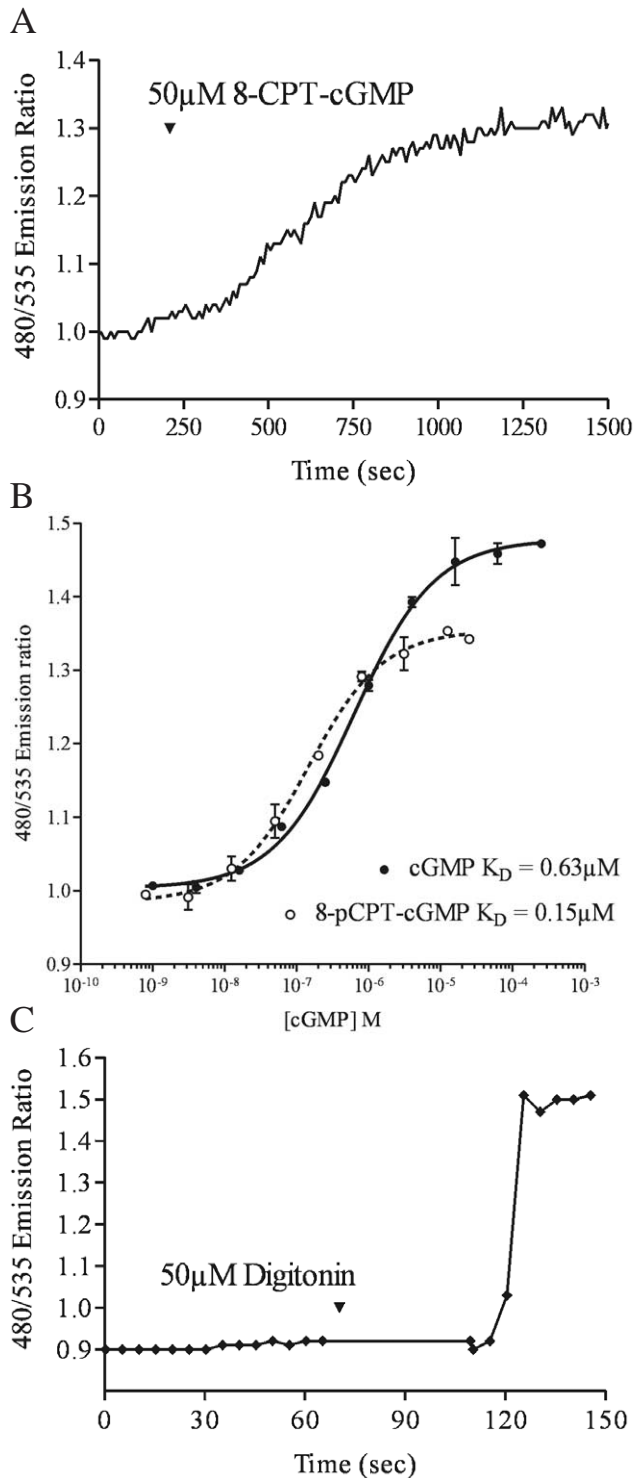 A
480/535 Emission Ratio
1.4
1.3
1.2
1.1
1.0
0.9
50μM 8-CPT-cGMP
0 250 500 750 1000 1250 1500
Time (sec)
B
480/535 Emission ratio
1.5
1.4
1.3
1.2
1.1
1.0
0.9
cGMP K_D = 0.63μM
8-pCPT-cGMP K_D = 0.15μM
10⁻¹⁰ 10⁻⁹ 10⁻⁸ 10⁻⁷ 10⁻⁶ 10⁻⁵ 10⁻⁴ 10⁻³
[cGMP] M
C
480/535 Emission Ratio
1.6
1.5
1.4
1.3
1.2
1.1
1.0
0.9
50μM Digitonin
0 30 60 90 120 150
Time (sec)